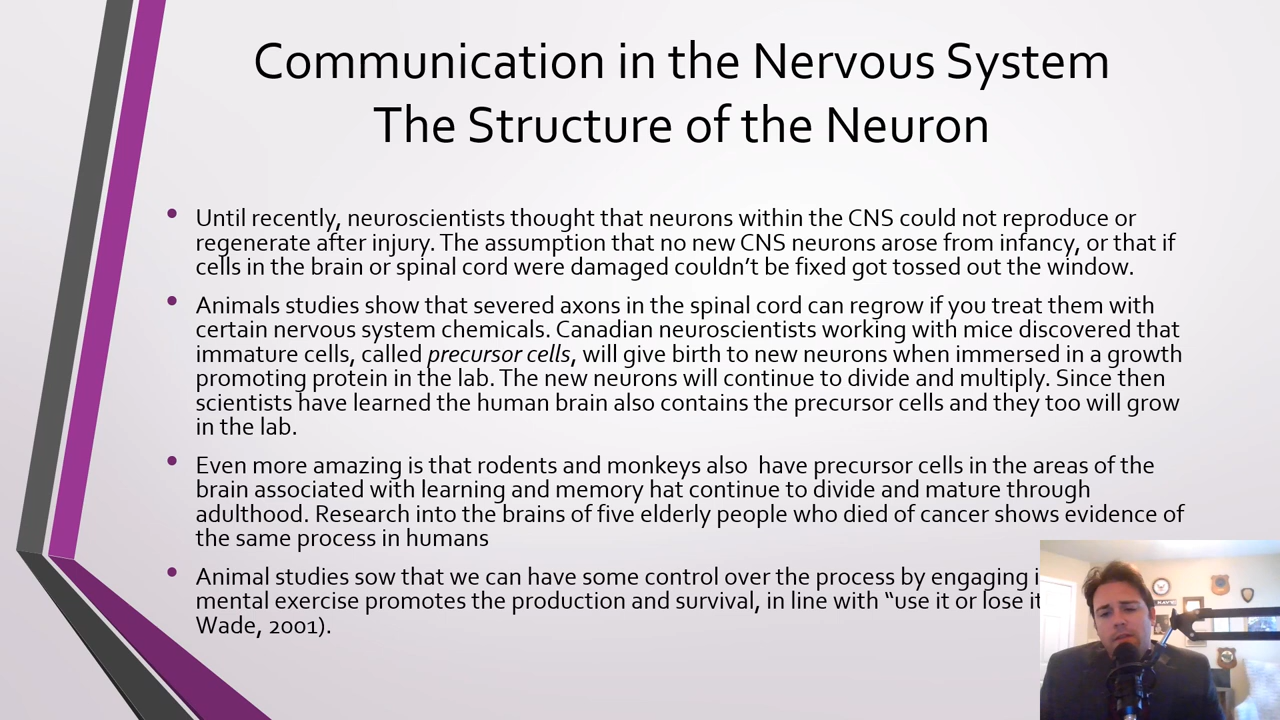 Communication in the Nervous System
The Structure of the Neuron
• Until recently, neuroscientists thought that neurons within the CNS could not reproduce or
regenerate after injury. The assumption that no new CNS neurons arose from infancy, or that if
cells in the brain or spinal cord were damaged couldn’t be fixed got tossed out the window.
• Animals studies show that severed axons in the spinal cord can regrow if you treat them with
certain nervous system chemicals. Canadian neuroscientists working with mice discovered that
immature cells, called precursor cells, will give birth to new neurons when immersed in a growth
promoting protein in the lab. The new neurons will continue to divide and multiply. Since then
scientists have learned the human brain also contains the precursor cells and they too will grow
in the lab.
• Even more amazing is that rodents and monkeys also  have precursor cells in the areas of the
brain associated with learning and memory hat continue to divide and mature through
adulthood. Research into the brains of five elderly people who died of cancer shows evidence of
the same process in humans
• Animal studies sow that we can have some control over the process by engaging
mental exercise promotes the production and survival, in line with “use it or lose it
Wade, 2001).